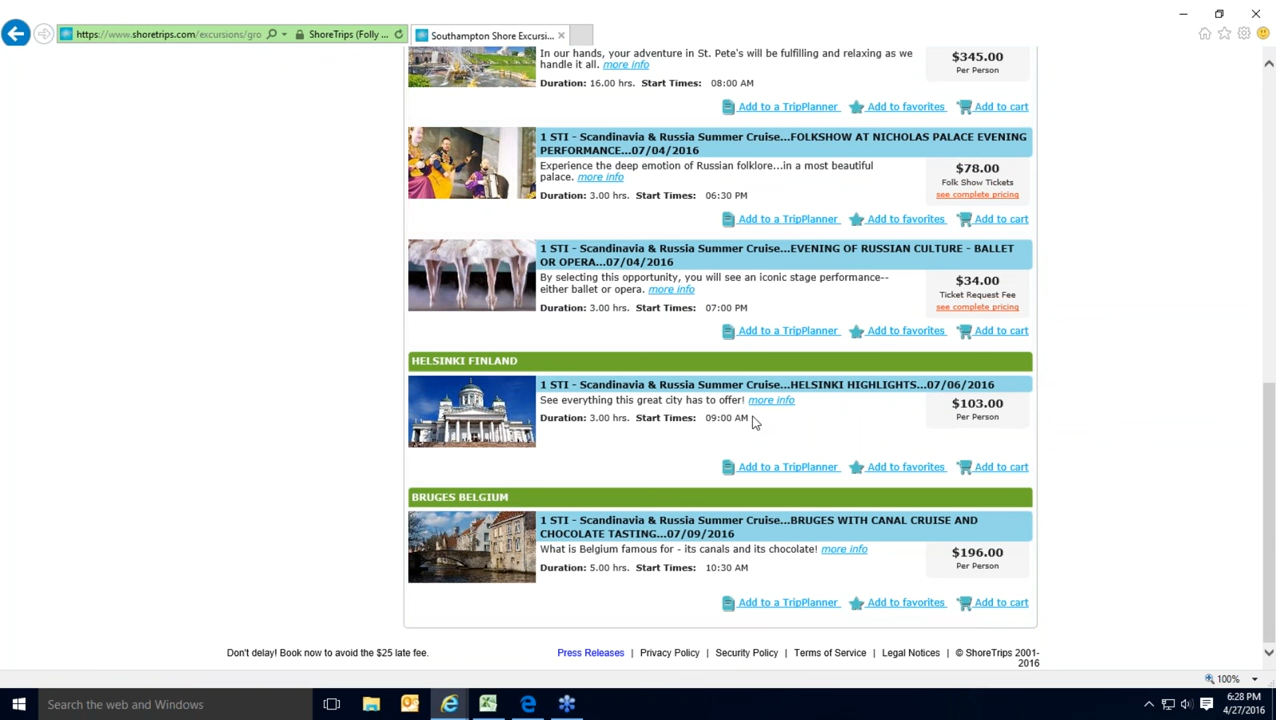 https://www.shoretrips.com/excursions/gro
ShoreTrips (Folly ...
Southampton Shore Excursi...
In our hands, your adventure in St. Pete's will be fulfilling and relaxing as we
handle it all. more info
$345.00
Per Person
Duration: 16.00 hrs. Start Times: 08:00 AM
Add to a TripPlanner Add to favorites Add to cart
1 STI - Scandinavia & Russia Summer Cruise...FOLKSHOW AT NICHOLAS PALACE EVENING
PERFORMANCE...07/04/2016
Experience the deep emotion of Russian folklore...in a most beautiful
palace. more info
$78.00
Folk Show Tickets
see complete pricing
Duration: 3.00 hrs. Start Times: 06:30 PM
Add to a TripPlanner Add to favorites Add to cart
1 STI - Scandinavia & Russia Summer Cruise...EVENING OF RUSSIAN CULTURE - BALLET
OR OPERA...07/04/2016
By selecting this opportunity, you will see an iconic stage performance--
either ballet or opera. more info
$34.00
Ticket Request Fee
see complete pricing
Duration: 3.00 hrs. Start Times: 07:00 PM
Add to a TripPlanner Add to favorites Add to cart
HELSINKI FINLAND
1 STI - Scandinavia & Russia Summer Cruise...HELSINKI HIGHLIGHTS...07/06/2016
See everything this great city has to offer! more info
$103.00
Per Person
Duration: 3.00 hrs. Start Times: 09:00 AM
Add to a TripPlanner Add to favorites Add to cart
BRUGES BELGIUM
1 STI - Scandinavia & Russia Summer Cruise...BRUGES WITH CANAL CRUISE AND
CHOCOLATE TASTING...07/09/2016
What is Belgium famous for - its canals and its chocolate! more info
$196.00
Per Person
Duration: 5.00 hrs. Start Times: 10:30 AM
Add to a TripPlanner Add to favorites Add to cart
Don't delay! Book now to avoid the $25 late fee.
Press Releases | Privacy Policy | Security Policy | Terms of Service | Legal Notices | © ShoreTrips 2001-
2016
100%
Search the web and Windows
6:28 PM
4/27/2016